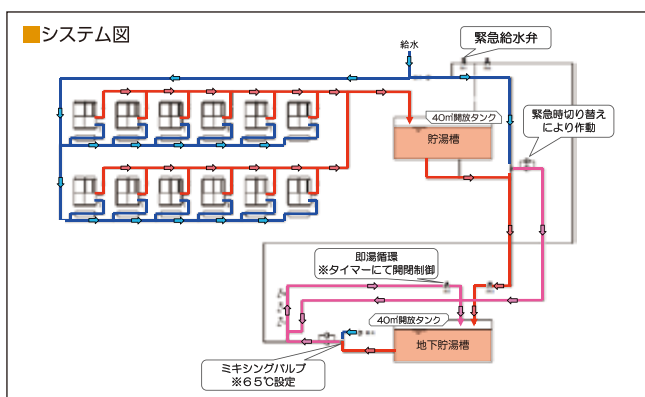 ■システム図
給水
緊急給水弁
40㎥開放タンク
貯湯槽
緊急時切り替え
により作動
即湯循環
※タイマーにて開閉制御
40㎥開放タンク
地下貯湯槽
ミキシングバルブ
※65℃設定